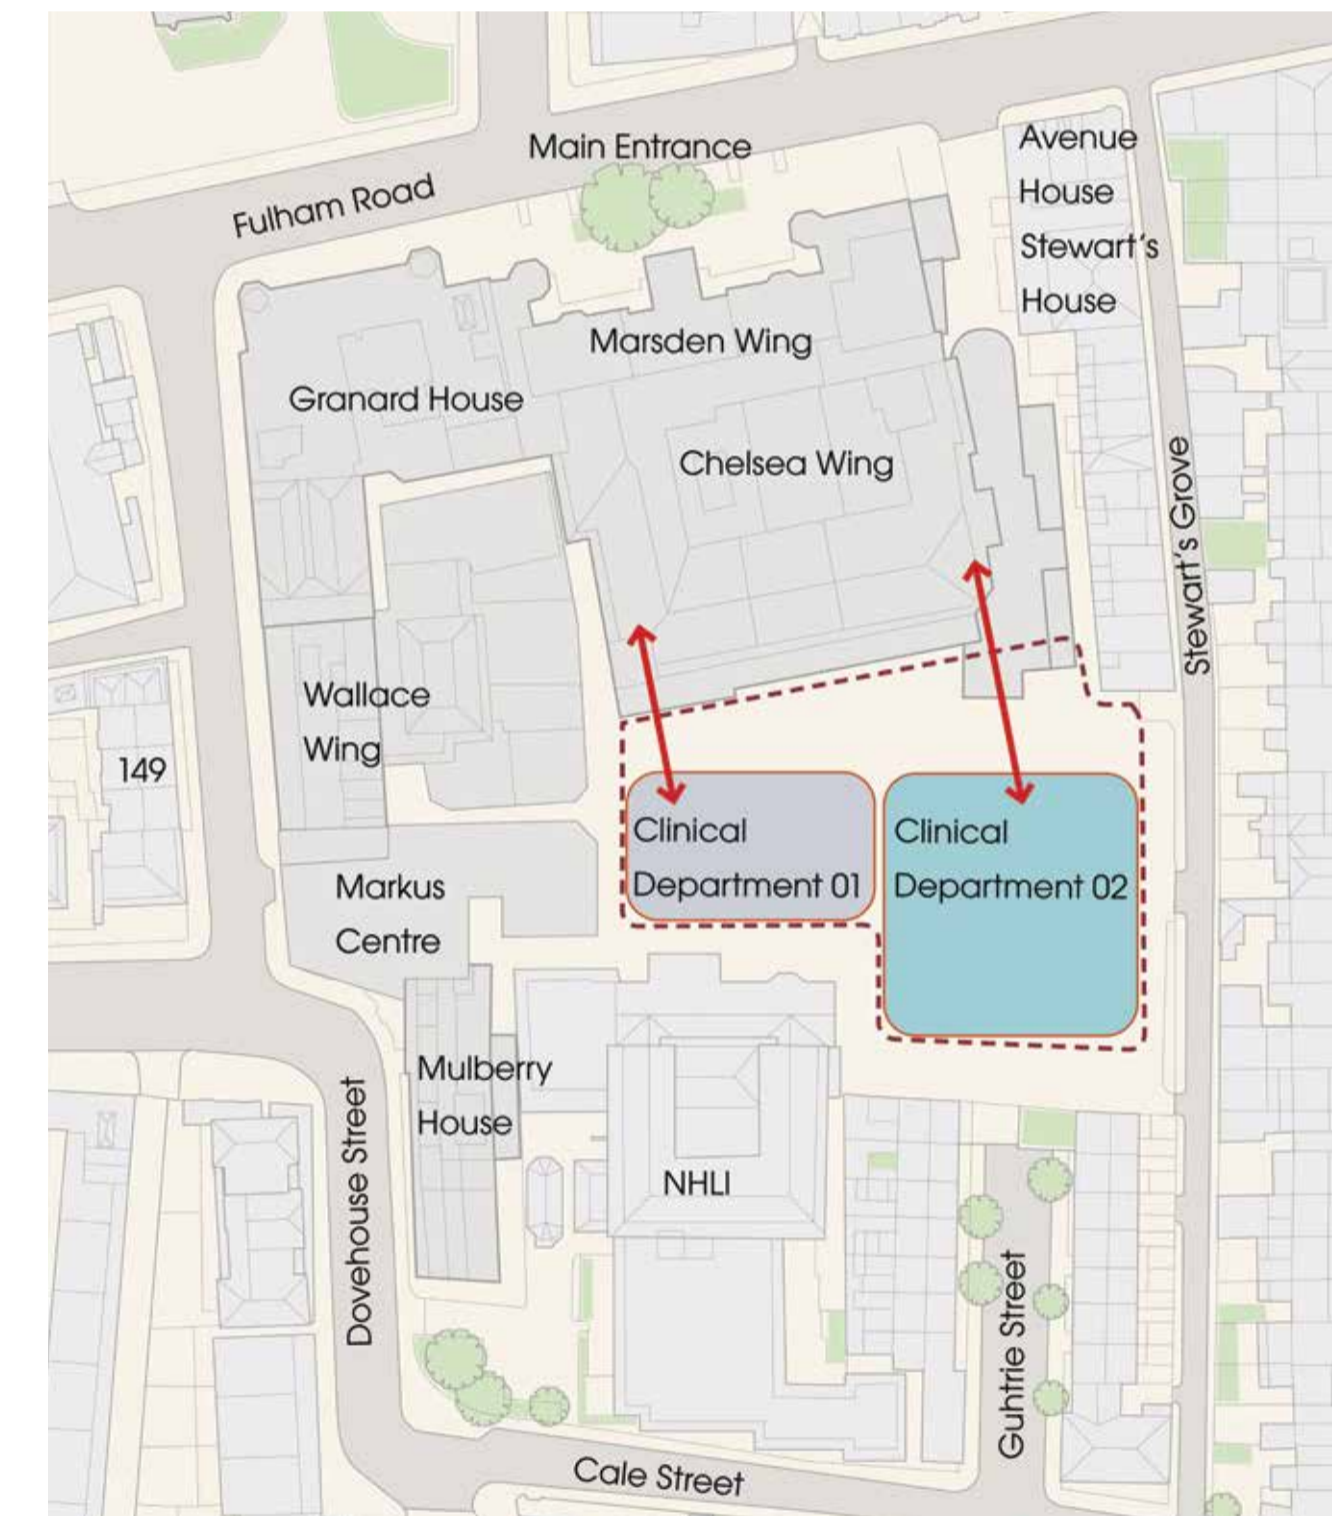 Main Entrance
Avenue
House
Stewart's
House
Fulham Road
Marsden Wing
Granard House
Chelsea Wing
Stewart's Grove
Wallace
Wing
149
Clinical
Department 01
Clinical
Department 02
Markus
Centre
Mulberry
House
NHLI
Dovehouse Street
Guhtrie Street
Cale Street